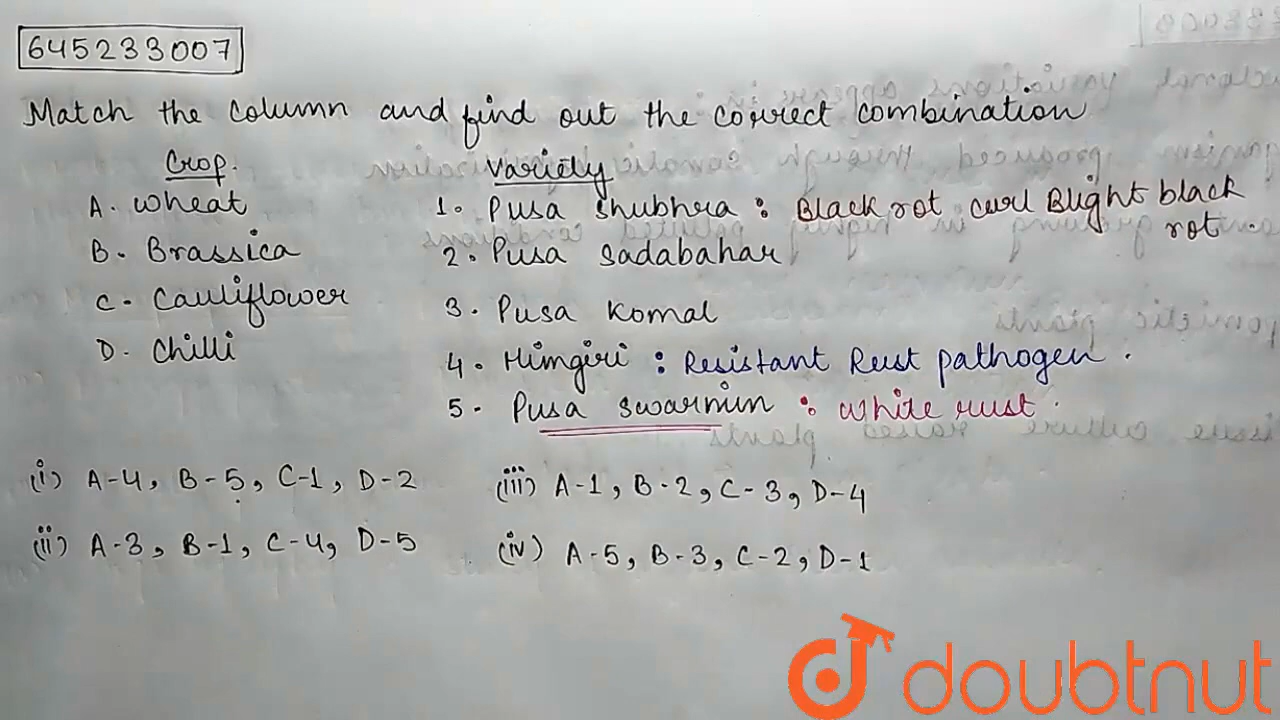 645233007
Match the column and find out the correct combination
Crop. Variety
A. Wheat 1. Pusa Shubhra : Black rot curl Blight black rot.
B. Brassica 2. Pusa Sadabahar
C. Cauliflower 3. Pusa Komal
D. Chilli 4. Himgiri : Resistant Rust pathogen.
5. Pusa Swarmin : White rust.
(i) A-4, B-5, C-1, D-2 (iii) A-1, B-2, C-3, D-4
(ii) A-3, B-1, C-4, D-5 (iv) A-5, B-3, C-2, D-1
doubtnut